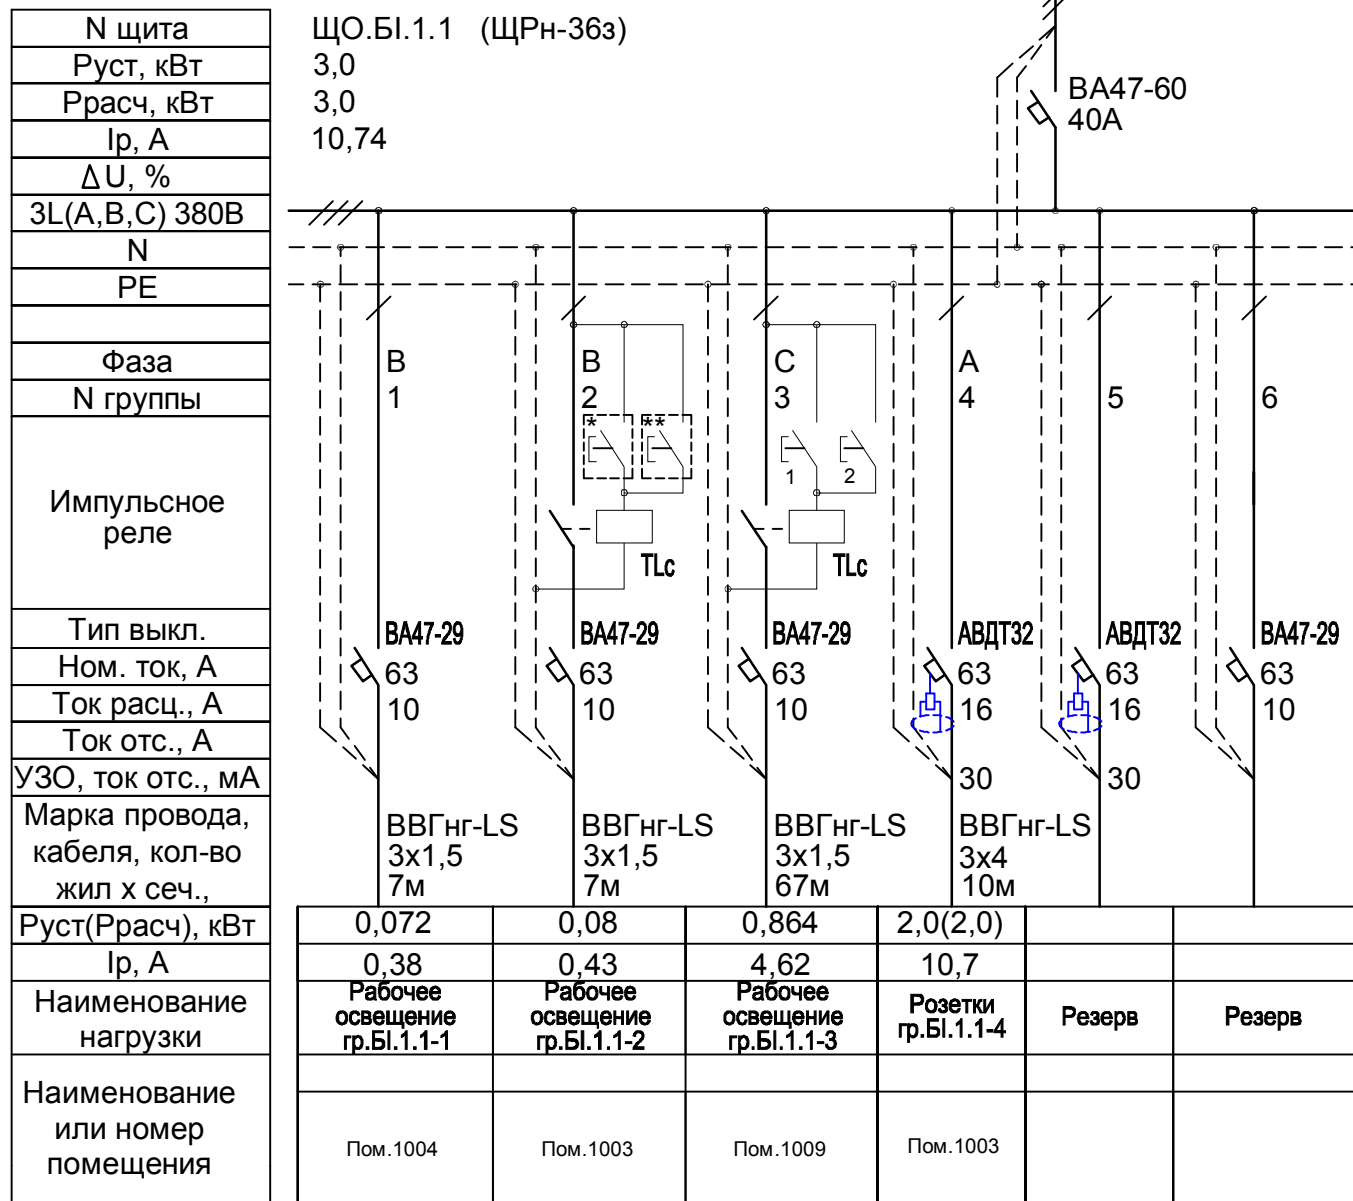 N щита
ЩО.БІ.1.1 (ЩРн-36з)
Руст, кВт
3,0
Ррасч, кВт
3,0
Iр, А
10,74
ΔU, %
3L(A,B,C) 380В
N
PE
ВА47-60
40А
Фаза
В
В
С
А
N группы
1
2
3
4
5
6
*
**
1
2
Импульсное
реле
TLc
TLc
Тип выкл.
ВА47-29
ВА47-29
ВА47-29
АВДТ32
АВДТ32
ВА47-29
Ном. ток, А
63
63
63
63
63
63
Ток расц., А
10
10
10
16
16
10
Ток отс., А
УЗО, ток отс., мА
30
30
Марка провода,
кабеля, кол-во
жил х сеч.,
ВВГнг-LS
3х1,5
7м
ВВГнг-LS
3х1,5
7м
ВВГнг-LS
3х1,5
67м
ВВГнг-LS
3х4
10м
Руст(Ррасч), кВт
0,072
0,08
0,864
2,0(2,0)
Iр, А
0,38
0,43
4,62
10,7
Наименование
нагрузки
Рабочее
освещение
гр.БІ.1.1-1
Рабочее
освещение
гр.БІ.1.1-2
Рабочее
освещение
гр.БІ.1.1-3
Розетки
гр.БІ.1.1-4
Резерв
Резерв
Наименование
или номер
помещения
Пом.1004
Пом.1003
Пом.1009
Пом.1003